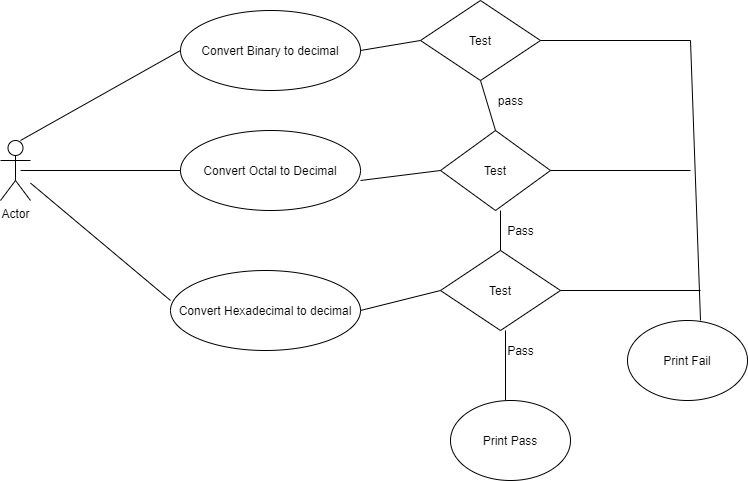 Convert Binary to decimal
Test
pass
Convert Octal to Decimal
Test
Actor
Pass
Convert Hexadecimal to decimal
Test
Pass
Print Fail
Print Pass